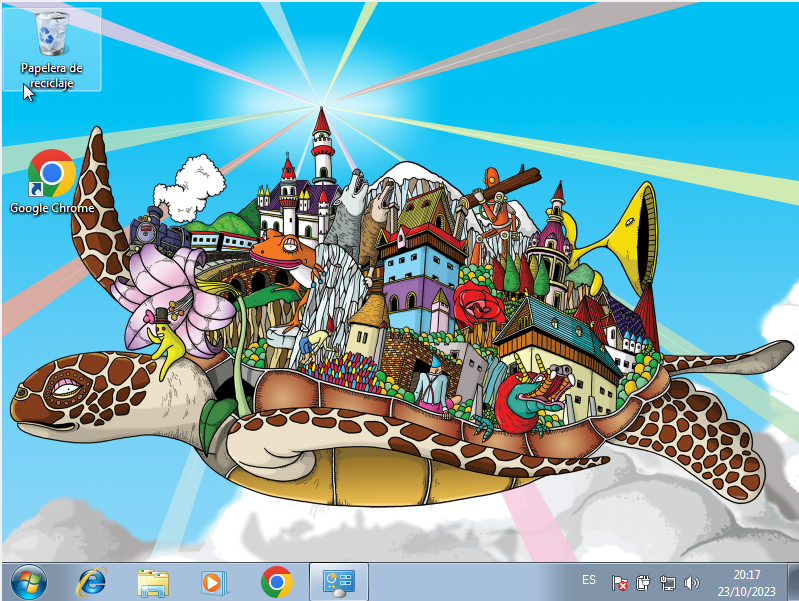 Papelera de
reciclaje
Google Chrome
ES
20:17
23/10/2023